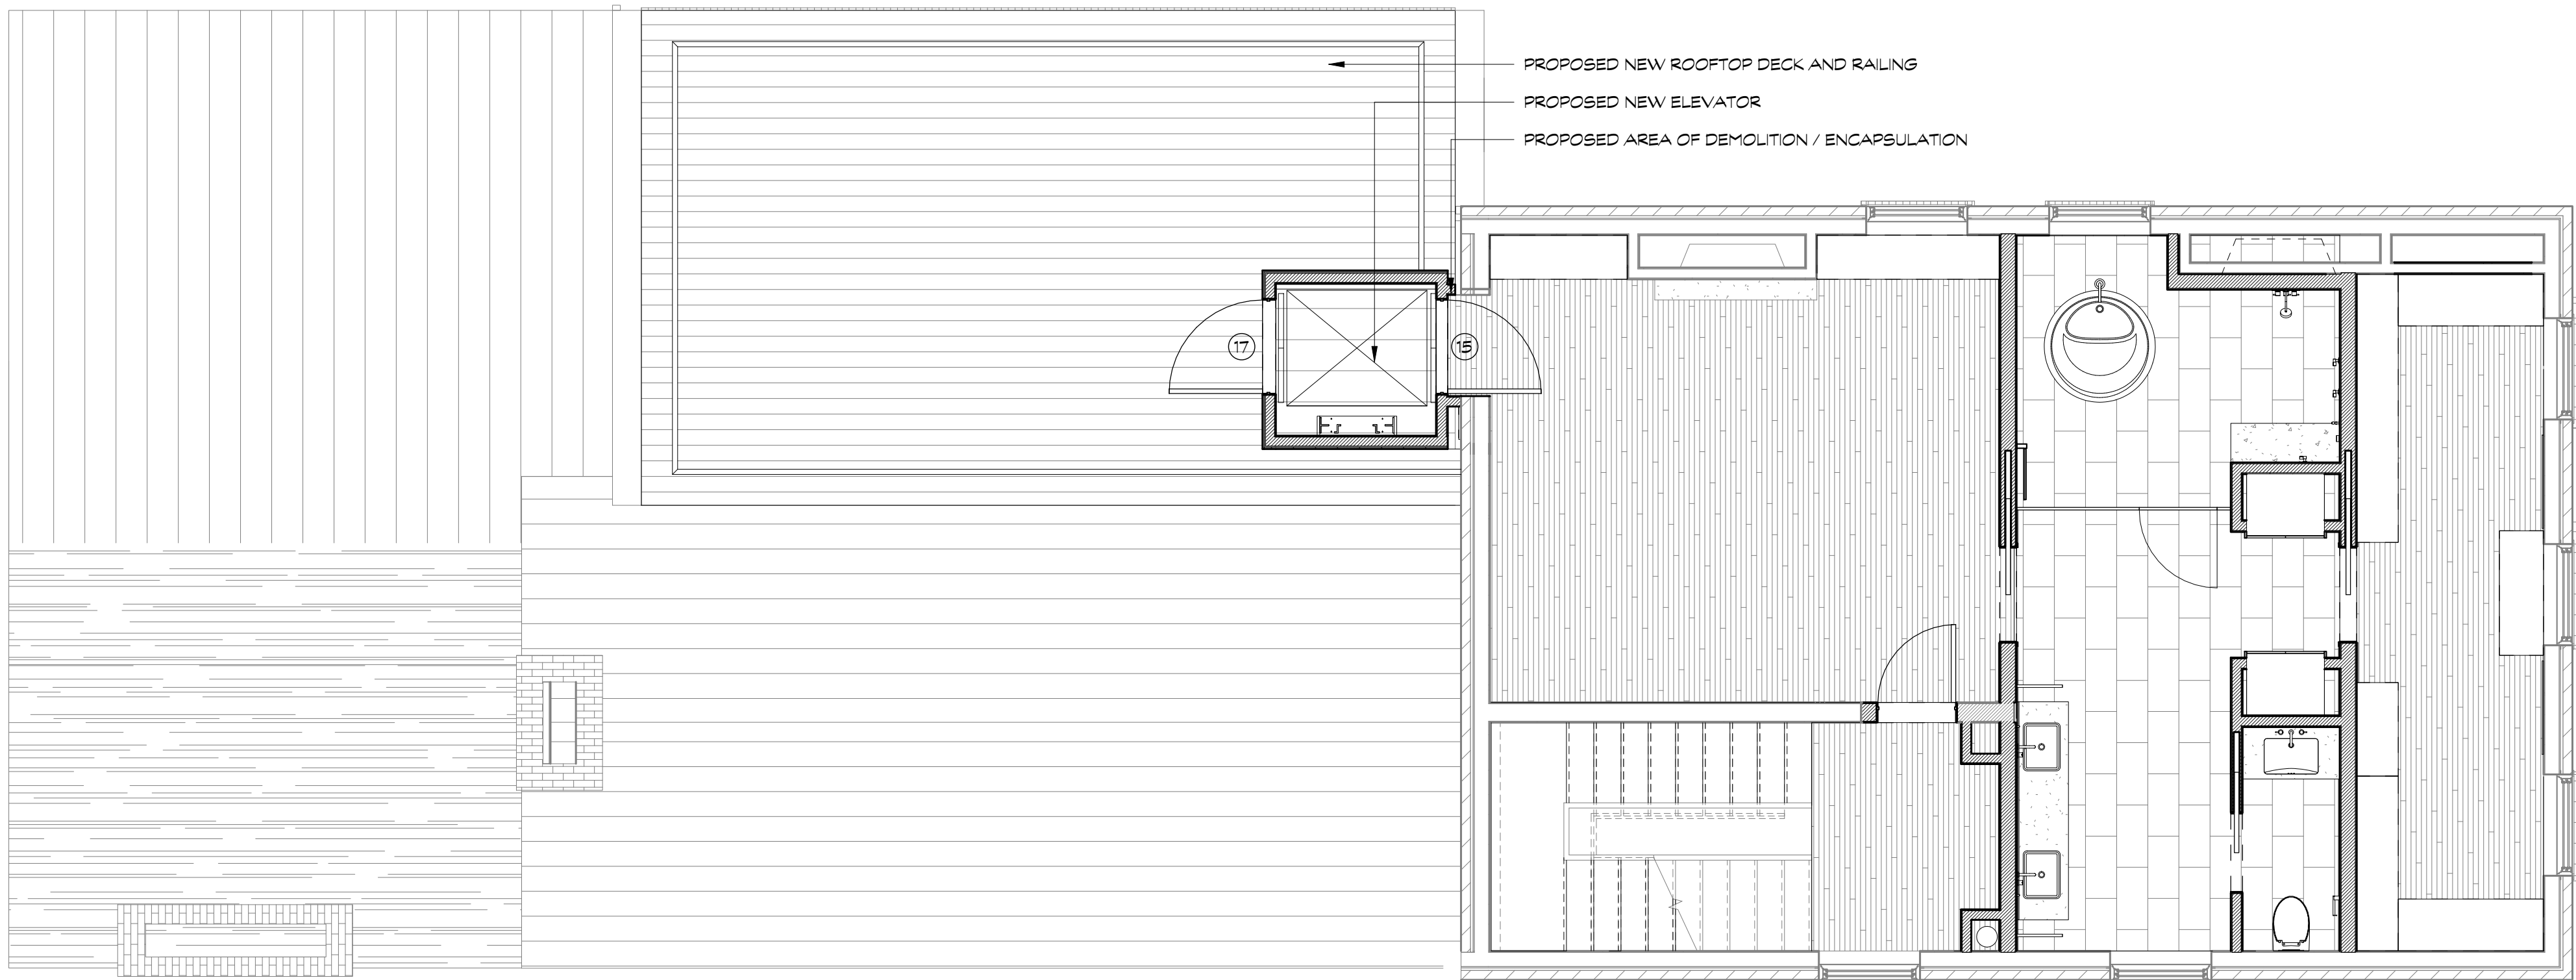 PROPOSED NEW ROOFTOP DECK AND RAILING
PROPOSED NEW ELEVATOR
PROPOSED AREA OF DEMOLITION / ENCAPSULATION
17
15